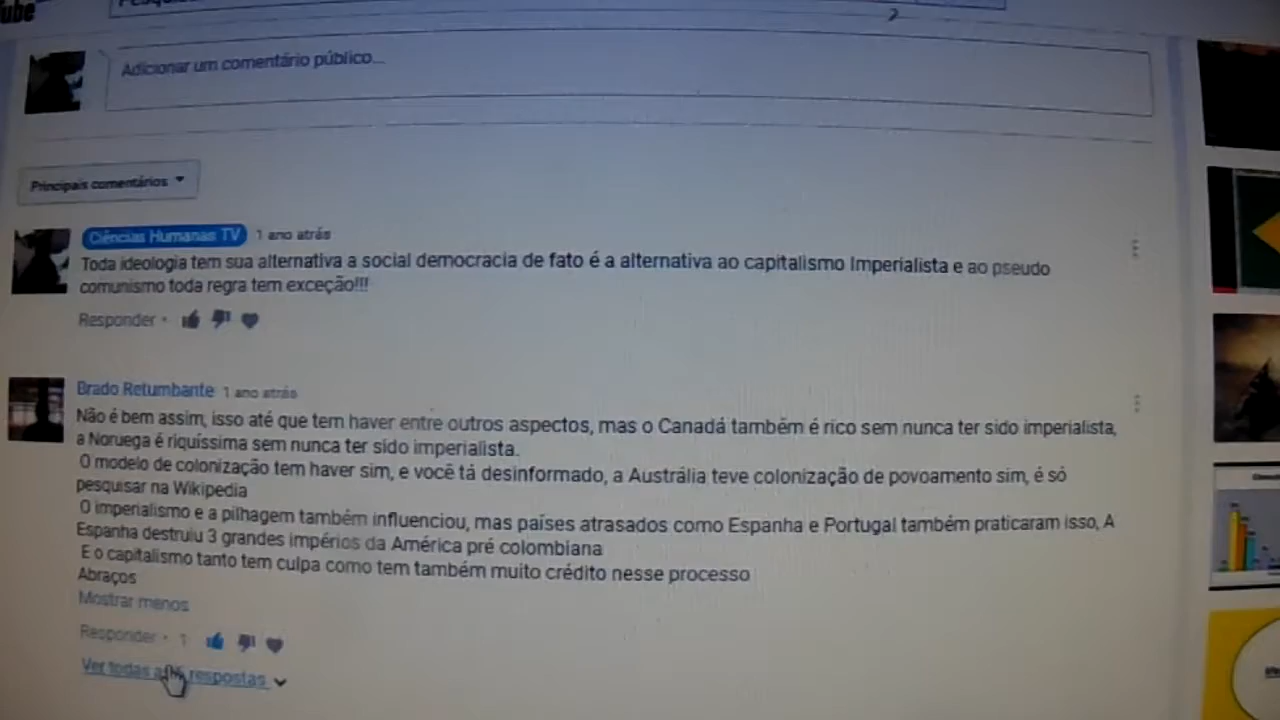 Adicionar um comentário público...
Principais comentários
Ciências Humanas TV 1 ano atrás
Toda ideologia tem sua alternativa a social democracia de fato é a alternativa ao capitalismo Imperialista e ao pseudo
comunismo toda regra tem exceção!!!
Responder •
Brado Retumbante 1 ano atrás
Não é bem assim, isso até que tem haver entre outros aspectos, mas o Canadá também é rico sem nunca ter sido imperialista,
a Noruega é riquíssima sem nunca ter sido imperialista.
O modelo de colonização tem haver sim, e você tá desinformado, a Austrália teve colonização de povoamento sim, é só
pesquisar na Wikipedia
O imperialismo e a pilhagem também influenciou, mas países atrasados como Espanha e Portugal também praticaram isso, A
Espanha destruiu 3 grandes impérios da América pré colombiana
E o capitalismo tanto tem culpa como tem também muito crédito nesse processo
Abraços
Mostrar menos
Responder • 1
Ver todas respostas